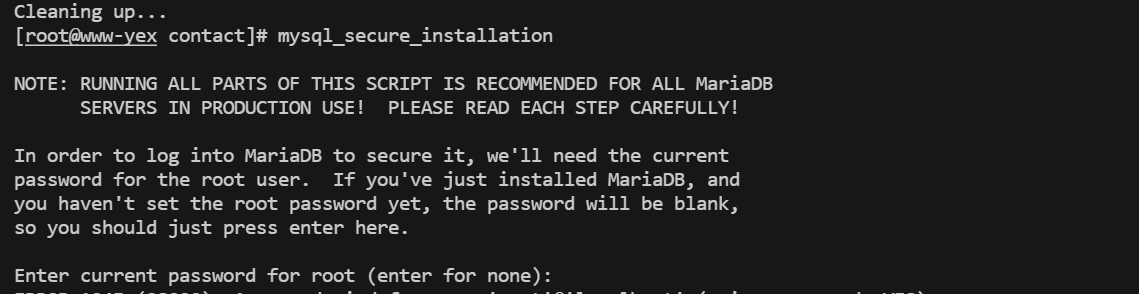 Cleaning up...
[root@www-yex contact]# mysql_secure_installation
NOTE: RUNNING ALL PARTS OF THIS SCRIPT IS RECOMMENDED FOR ALL MariaDB
SERVERS IN PRODUCTION USE!  PLEASE READ EACH STEP CAREFULLY!
In order to log into MariaDB to secure it, we'll need the current
password for the root user.  If you've just installed MariaDB, and
you haven't set the root password yet, the password will be blank,
so you should just press enter here.
Enter current password for root (enter for none):